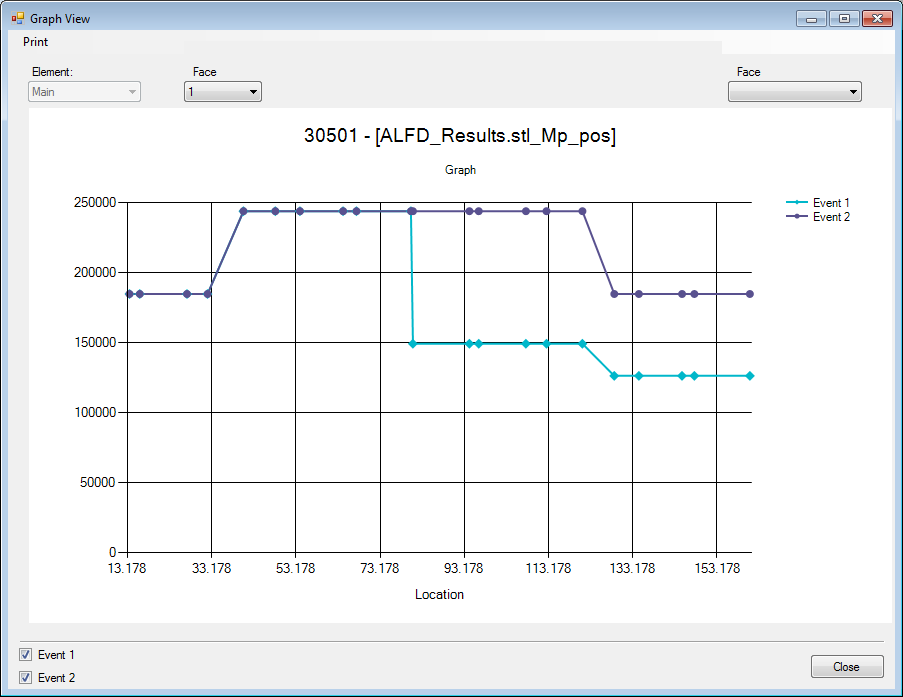 Graph View
Print
Element:
Face
Face
Main
1
30501 - [ALFD_Results.stl_Mp_pos]
Graph
250000
200000
150000
100000
50000
0
13.178 33.178 53.178 73.178 93.178 113.178 133.178 153.178
Location
Event 1
Event 2
Event 1
Event 2
Close